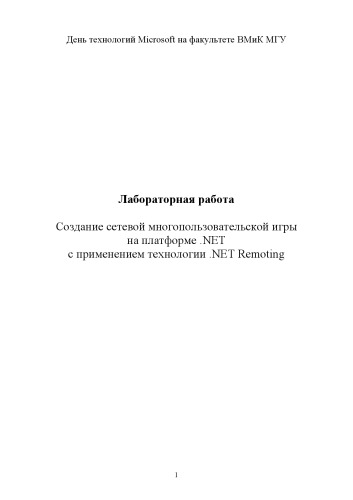 День технологий Microsoft на факультете ВМиК МГУ
Лабораторная работа
Создание сетевой многопользовательской игры
на платформе .NET
с применением технологии .NET Remoting
1